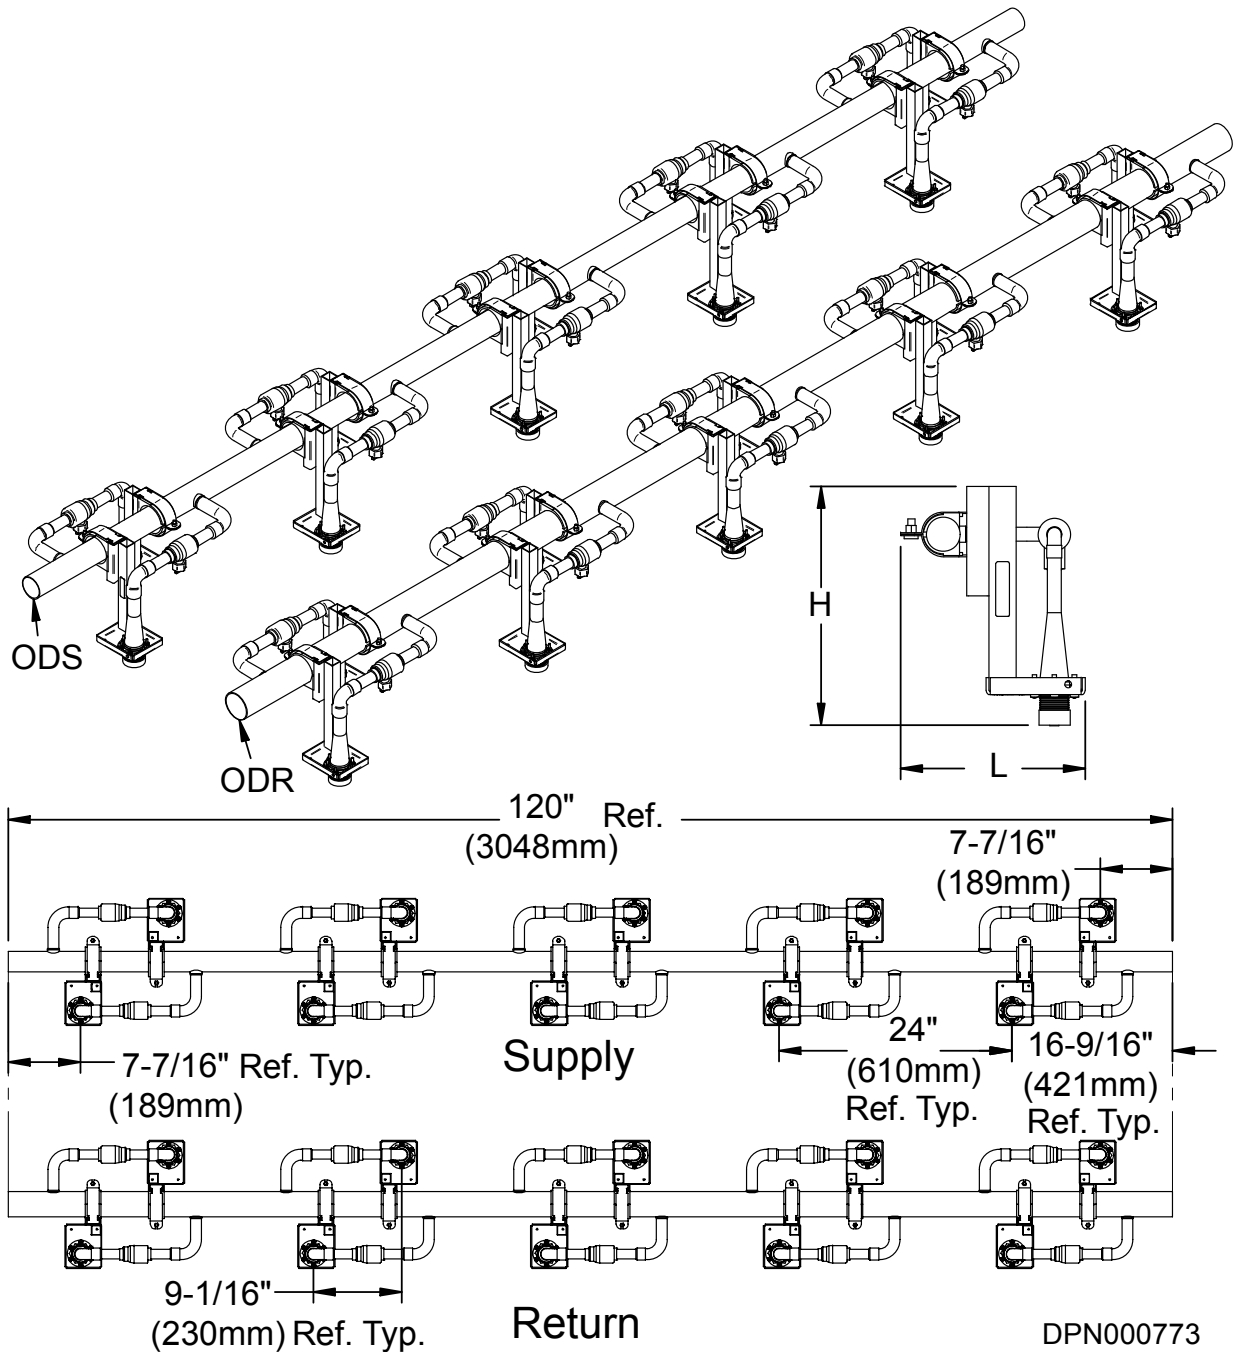 ODS
ODR
H
L
120" Ref.
(3048mm)
7-7/16"
(189mm)
7-7/16" Ref. Typ.
(189mm)
Supply
24"
(610mm)
Ref. Typ.
16-9/16"
(421mm)
Ref. Typ.
9-1/16"
(230mm) Ref. Typ.
Return
DPN000773